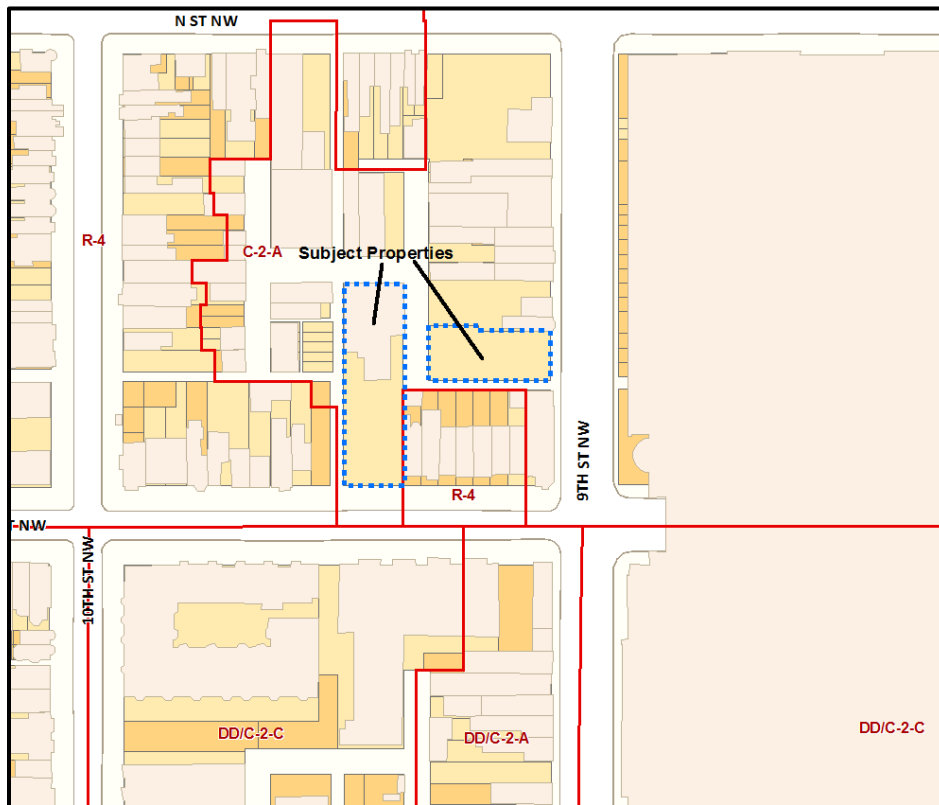 N ST NW
R-4
C-2-A
Subject Properties
9TH ST NW
R-4
T NW
10TH ST NW
DD/C-2-C
DD/C-2-A
DD/C-2-C